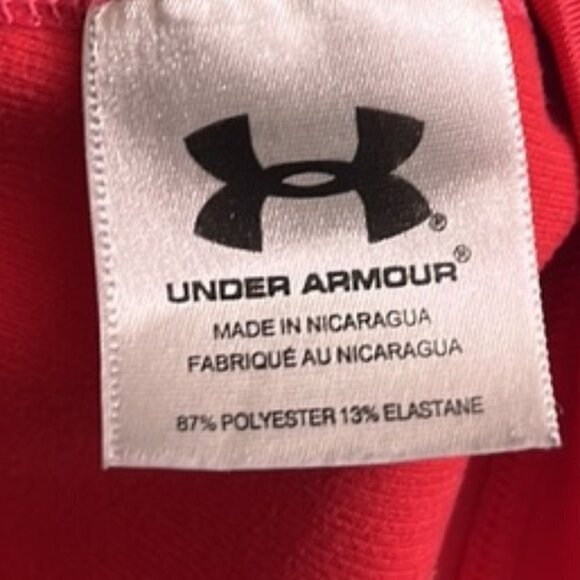 ®
UNDER ARMOUR®
MADE IN NICARAGUA
FABRIQUÉ AU NICARAGUA
87% POLYESTER 13% ELASTANE